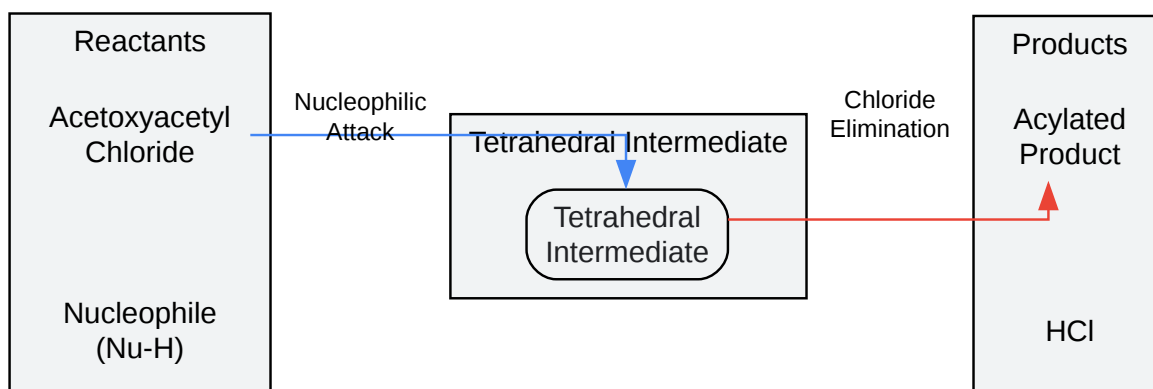 Reactants
Acetoxyacetyl
Chloride
Nucleophile
(Nu-H)
Nucleophilic
Attack
Tetrahedral Intermediate
Tetrahedral
Intermediate
Chloride
Elimination
Products
Acylated
Product
HCl